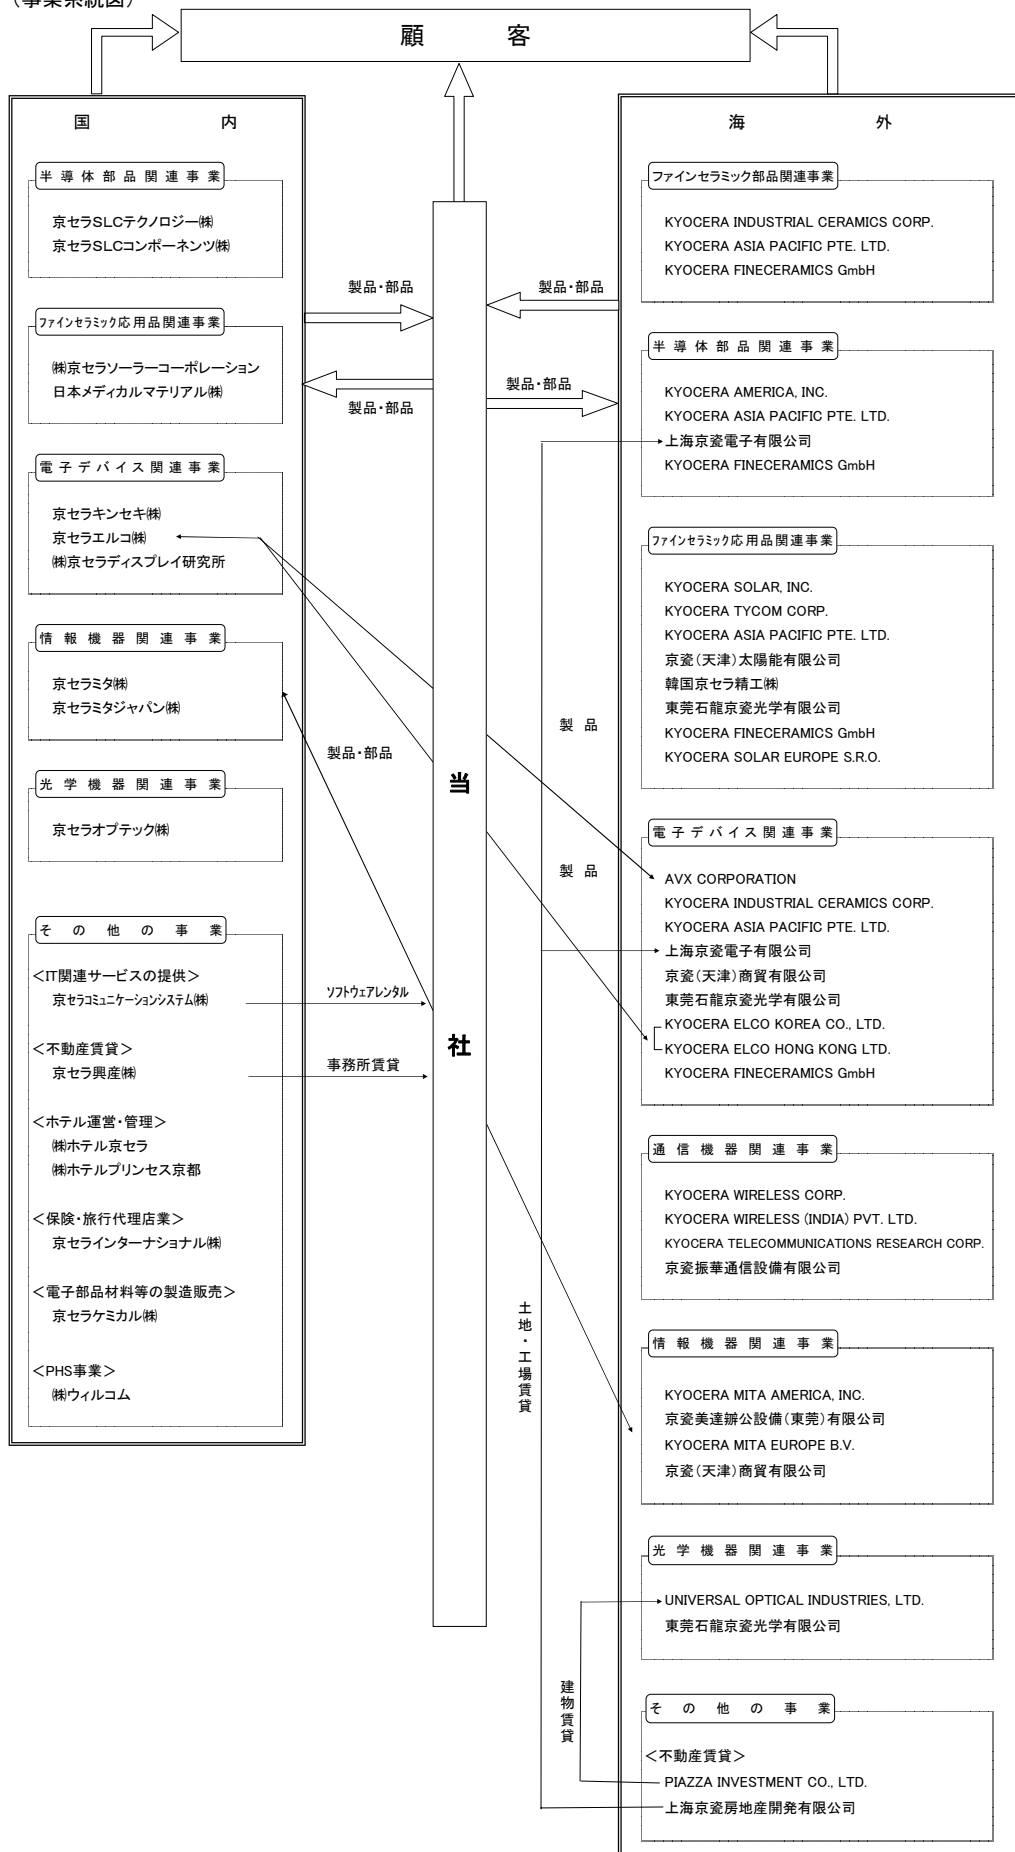 （事業系統図）
顧客
国内
半導体部品関連事業
京セラSLCテクノロジー㈱
京セラSLCコンポーネンツ㈱
ファインセラミック応用品関連事業
㈱京セラソーラーコーポレーション
日本メディカルマテリアル㈱
電子デバイス関連事業
京セラキンセキ㈱
京セラエルコ㈱
㈱京セラディスプレイ研究所
情報機器関連事業
京セラミタ㈱
京セラミタジャパン㈱
光学機器関連事業
京セラオプテック㈱
その他の事業
＜IT関連サービスの提供＞
京セラコミュニケーションシステム㈱
＜不動産賃貸＞
京セラ興産㈱
＜ホテル運営・管理＞
㈱ホテル京セラ
㈱ホテルプリンセス京都
＜保険・旅行代理店業＞
京セラインターナショナル㈱
＜電子部品材料等の製造販売＞
京セラケミカル㈱
＜PHS事業＞
㈱ウィルコム
製品・部品
製品・部品
製品・部品
ソフトウェアレンタル
事務所賃貸
当社
製品・部品
製品・部品
製品
製品
土地・工場賃貸
建物賃貸
海外
ファインセラミック部品関連事業
KYOCERA INDUSTRIAL CERAMICS CORP.
KYOCERA ASIA PACIFIC PTE. LTD.
KYOCERA FINECERAMICS GmbH
半導体部品関連事業
KYOCERA AMERICA, INC.
KYOCERA ASIA PACIFIC PTE. LTD.
上海京瓷電子有限公司
KYOCERA FINECERAMICS GmbH
ファインセラミック応用品関連事業
KYOCERA SOLAR, INC.
KYOCERA TYCOM CORP.
KYOCERA ASIA PACIFIC PTE. LTD.
京瓷（天津）太陽能有限公司
韓国京セラ精工㈱
東莞石龍京瓷光学有限公司
KYOCERA FINECERAMICS GmbH
KYOCERA SOLAR EUROPE S.R.O.
電子デバイス関連事業
AVX CORPORATION
KYOCERA INDUSTRIAL CERAMICS CORP.
KYOCERA ASIA PACIFIC PTE. LTD.
上海京瓷電子有限公司
京瓷（天津）商貿有限公司
東莞石龍京瓷光学有限公司
KYOCERA ELCO KOREA CO., LTD.
KYOCERA ELCO HONG KONG LTD.
KYOCERA FINECERAMICS GmbH
通信機器関連事業
KYOCERA WIRELESS CORP.
KYOCERA WIRELESS (INDIA) PVT. LTD.
KYOCERA TELECOMMUNICATIONS RESEARCH CORP.
京瓷振華通信設備有限公司
情報機器関連事業
KYOCERA MITA AMERICA, INC.
京瓷美達辦公設備（東莞）有限公司
KYOCERA MITA EUROPE B.V.
京瓷（天津）商貿有限公司
光学機器関連事業
UNIVERSAL OPTICAL INDUSTRIES, LTD.
東莞石龍京瓷光学有限公司
その他の事業
＜不動産賃貸＞
PIAZZA INVESTMENT CO., LTD.
上海京瓷房地産開発有限公司